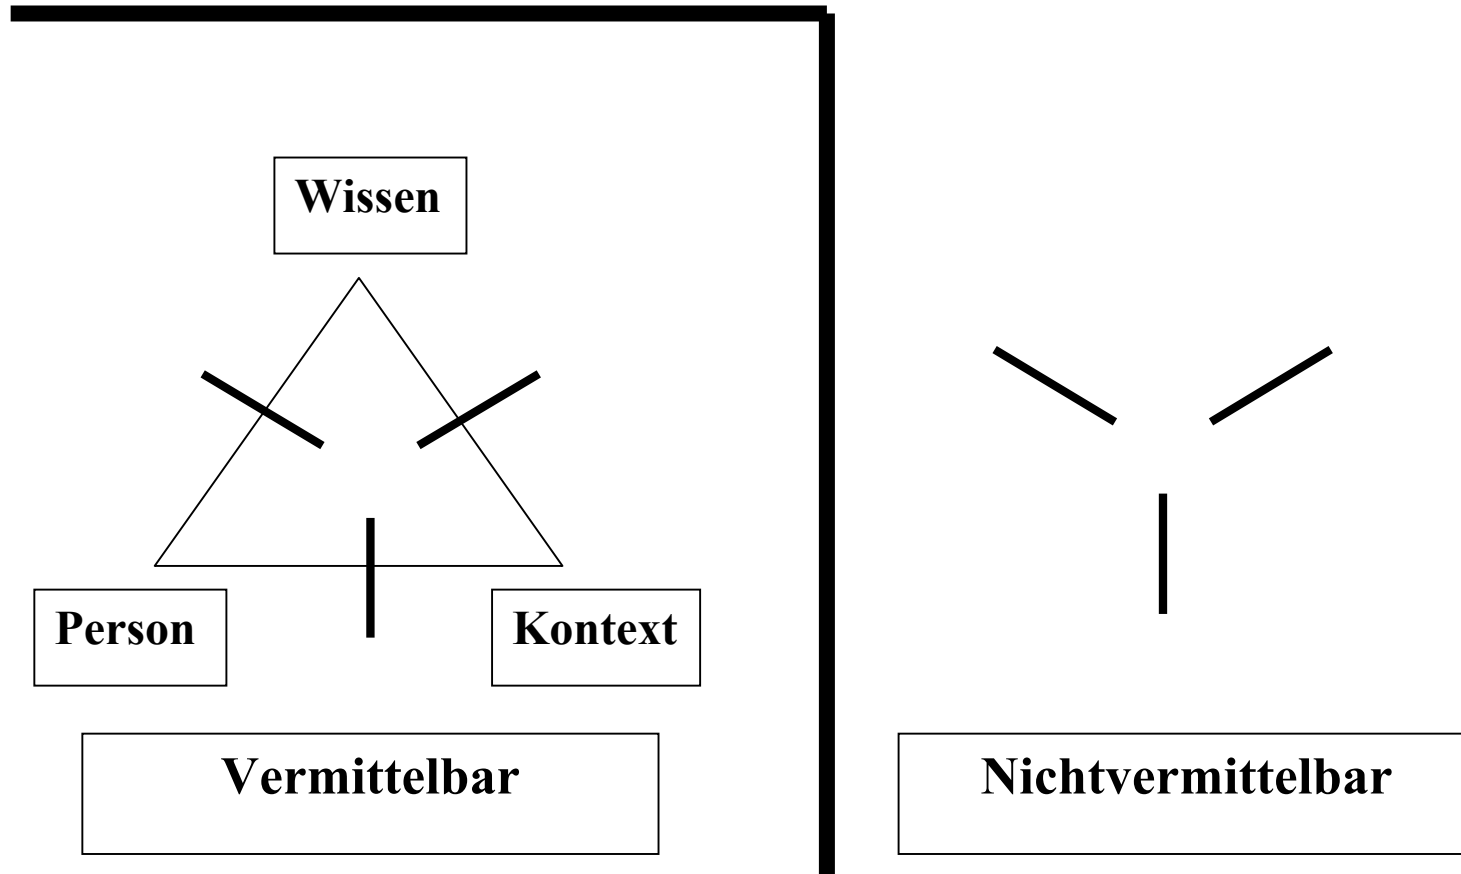 Wissen
Person
Kontext
Vermittelbar
Nichtvermittelbar